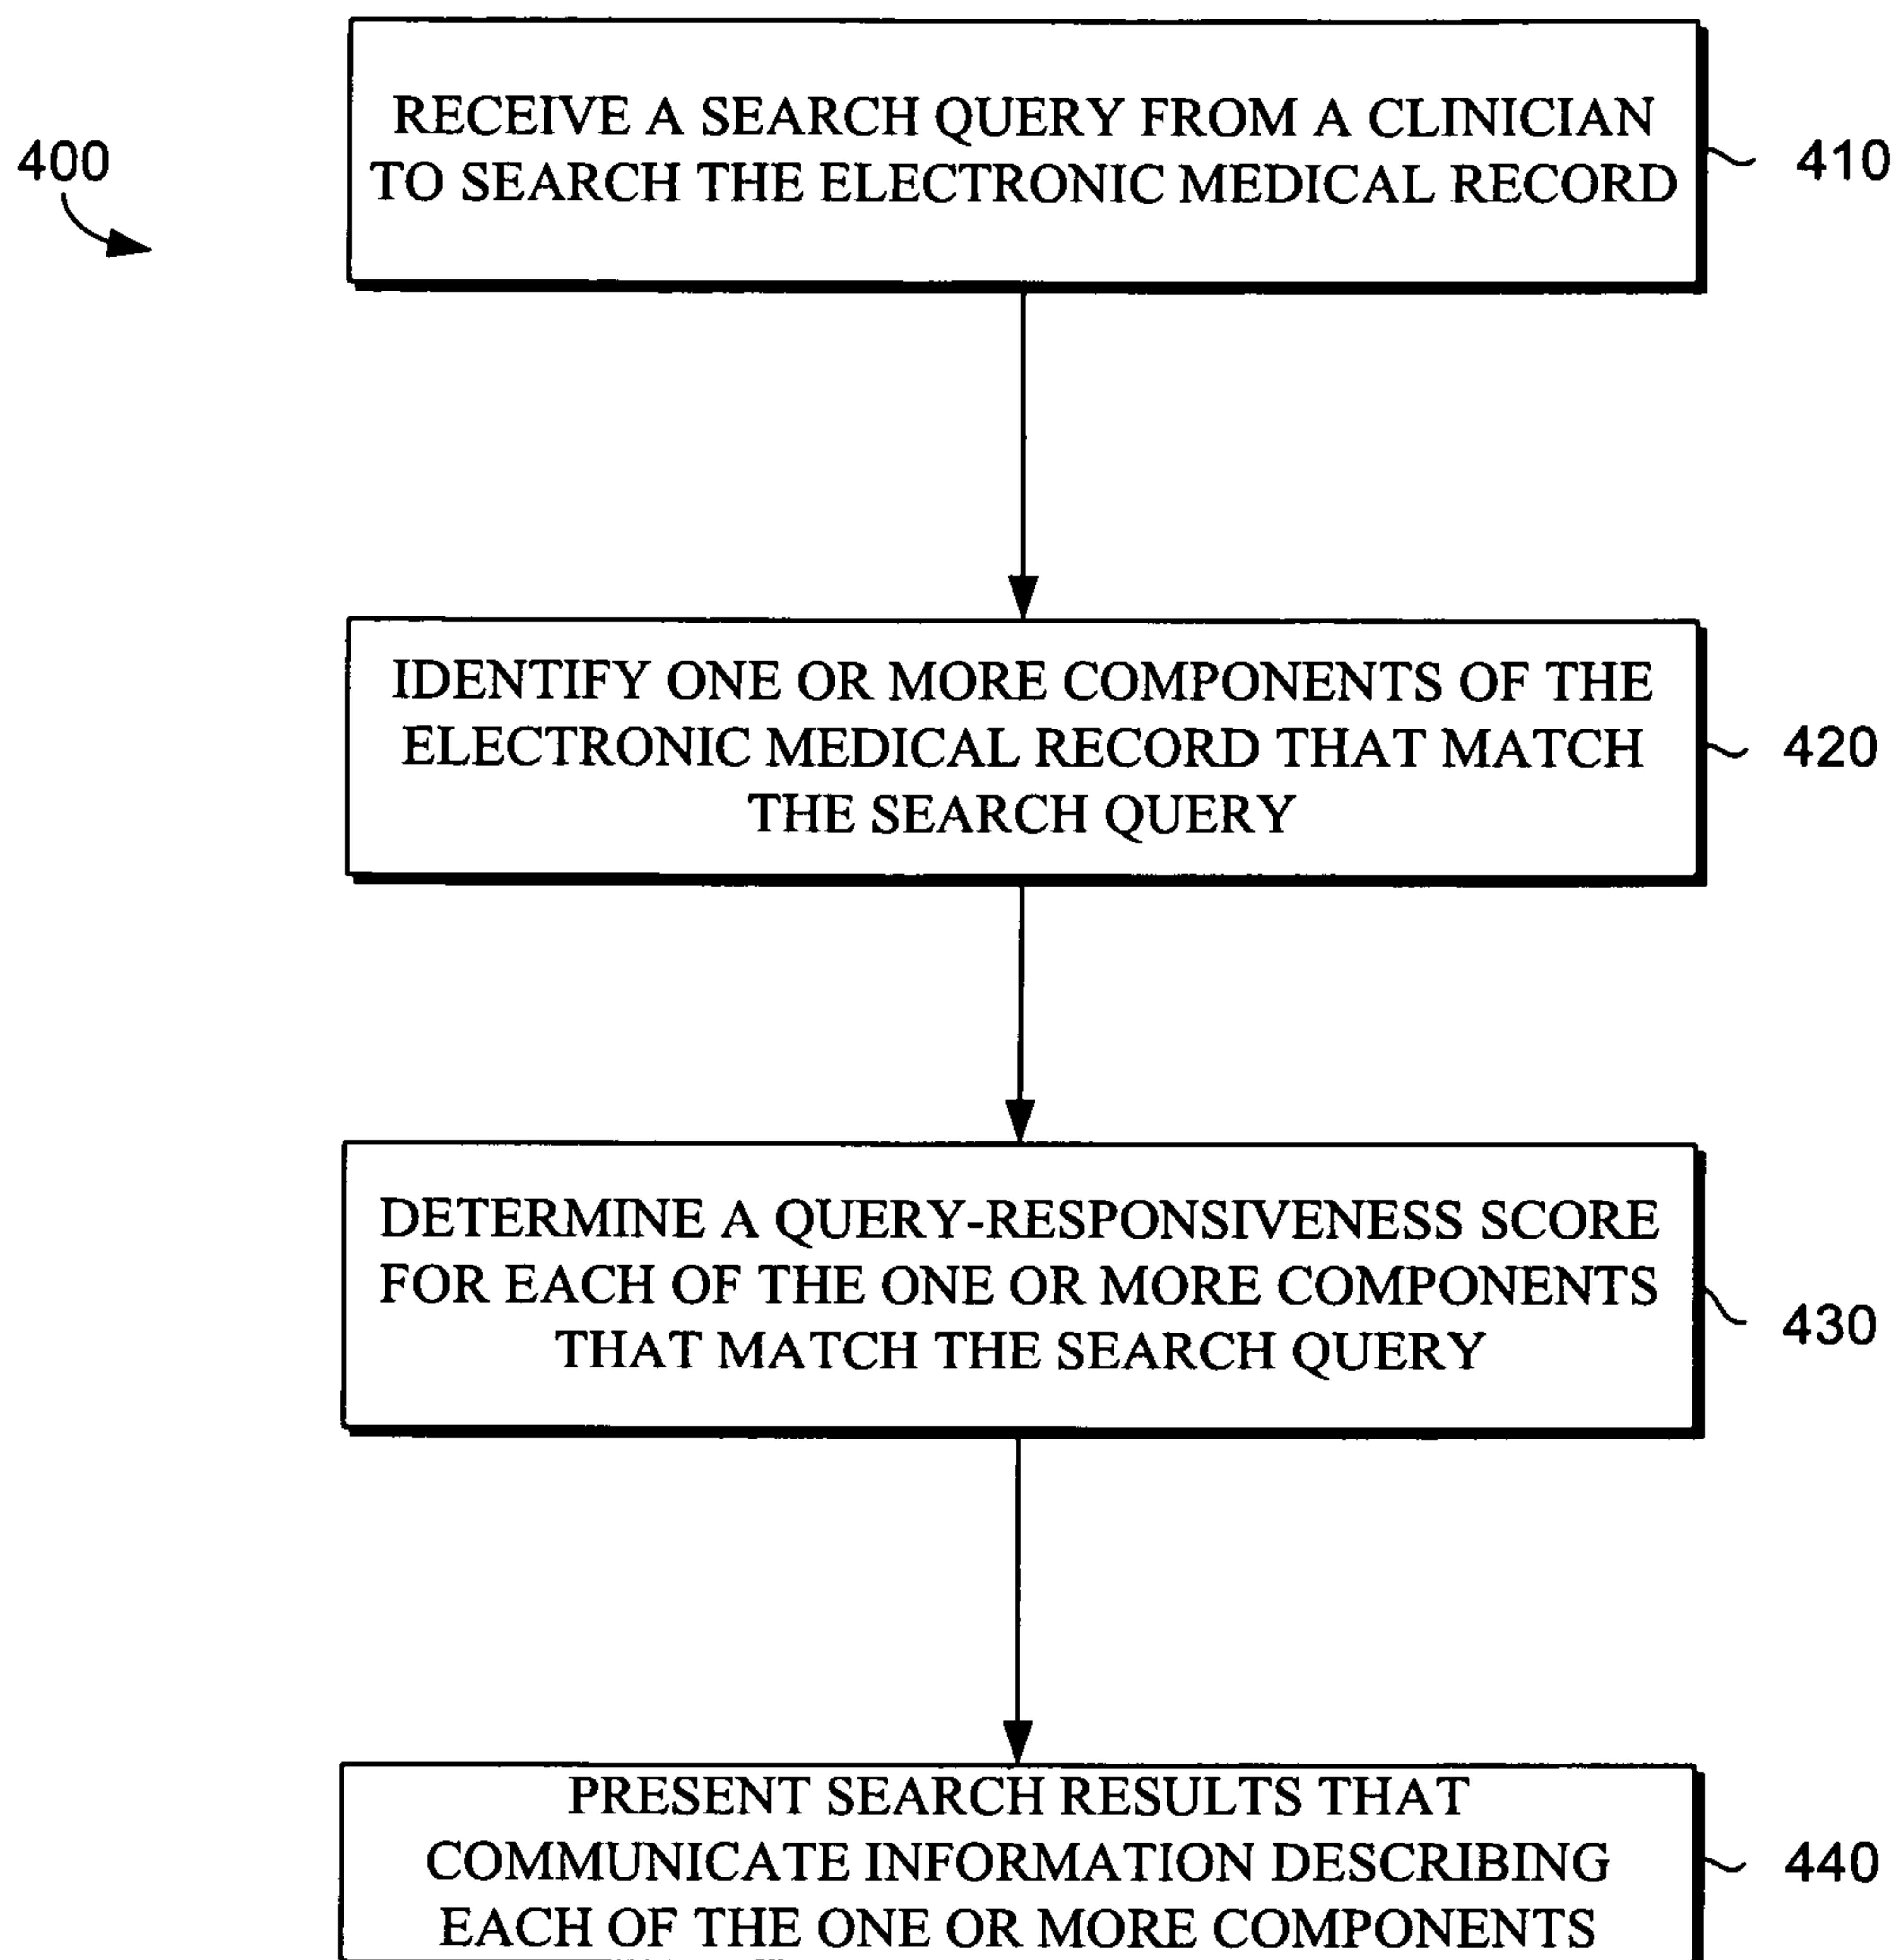 400
RECEIVE A SEARCH QUERY FROM A CLINICIAN
TO SEARCH THE ELECTRONIC MEDICAL RECORD
410
IDENTIFY ONE OR MORE COMPONENTS OF THE
ELECTRONIC MEDICAL RECORD THAT MATCH
THE SEARCH QUERY
420
DETERMINE A QUERY-RESPONSIVENESS SCORE
FOR EACH OF THE ONE OR MORE COMPONENTS
THAT MATCH THE SEARCH QUERY
430
PRESENT SEARCH RESULTS THAT
COMMUNICATE INFORMATION DESCRIBING
EACH OF THE ONE OR MORE COMPONENTS
440